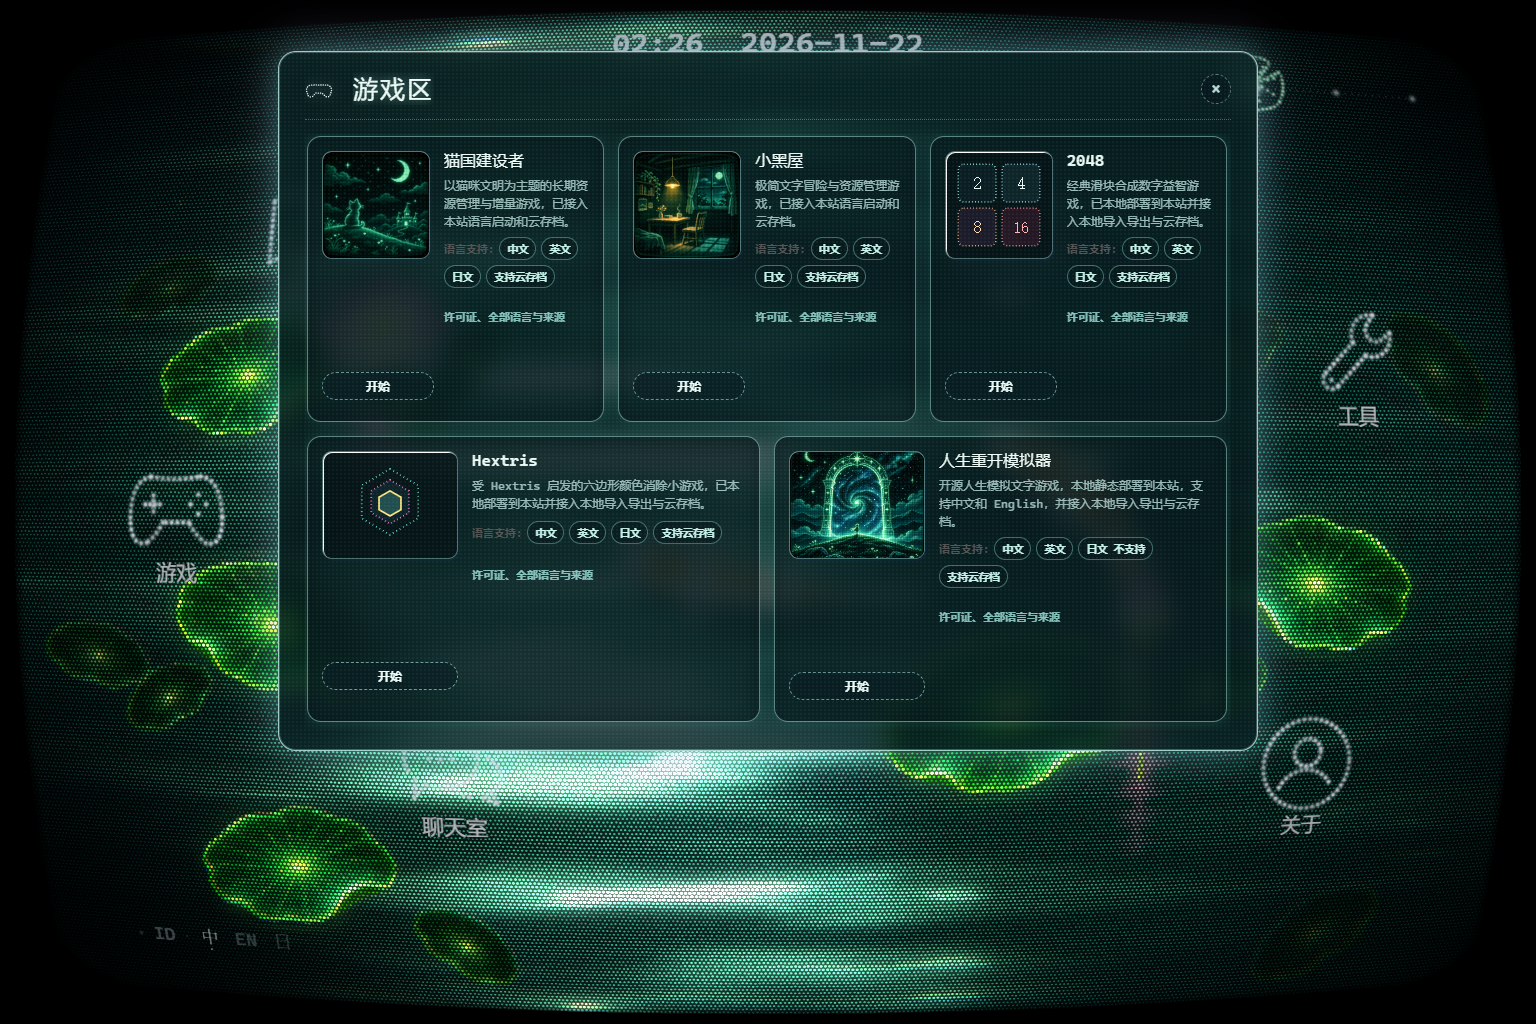 02:26 2026-11-22
游戏区
×
猫国建设者
以猫咪文明为主题的长期资
源管理与增量游戏，已接入
本站语言启动和云存档。
语言支持： 中文 英文
日文 支持云存档
许可证、全部语言与来源
开始
小黑屋
极简文字冒险与资源管理游
戏，已接入本站语言启动和
云存档。
语言支持： 中文 英文
日文 支持云存档
许可证、全部语言与来源
开始
2 4
8 16
2048
经典滑块合成数字益智游
戏，已本地部署到本站并接
入本地导入导出与云存档。
语言支持： 中文 英文
日文 支持云存档
许可证、全部语言与来源
开始
Hextris
受 Hextris 启发的六边形颜色消除小游戏，已本
地部署到本站并接入本地导入导出与云存档。
语言支持： 中文 英文 日文 支持云存档
许可证、全部语言与来源
开始
人生重开模拟器
开源人生模拟文字游戏，本地静态部署到本站，支
持中文和 English，并接入本地导入导出与云存
档。
语言支持： 中文 英文 日文 不支持
支持云存档
许可证、全部语言与来源
开始
工具
游戏
聊天室
关于
ID 中 EN 日